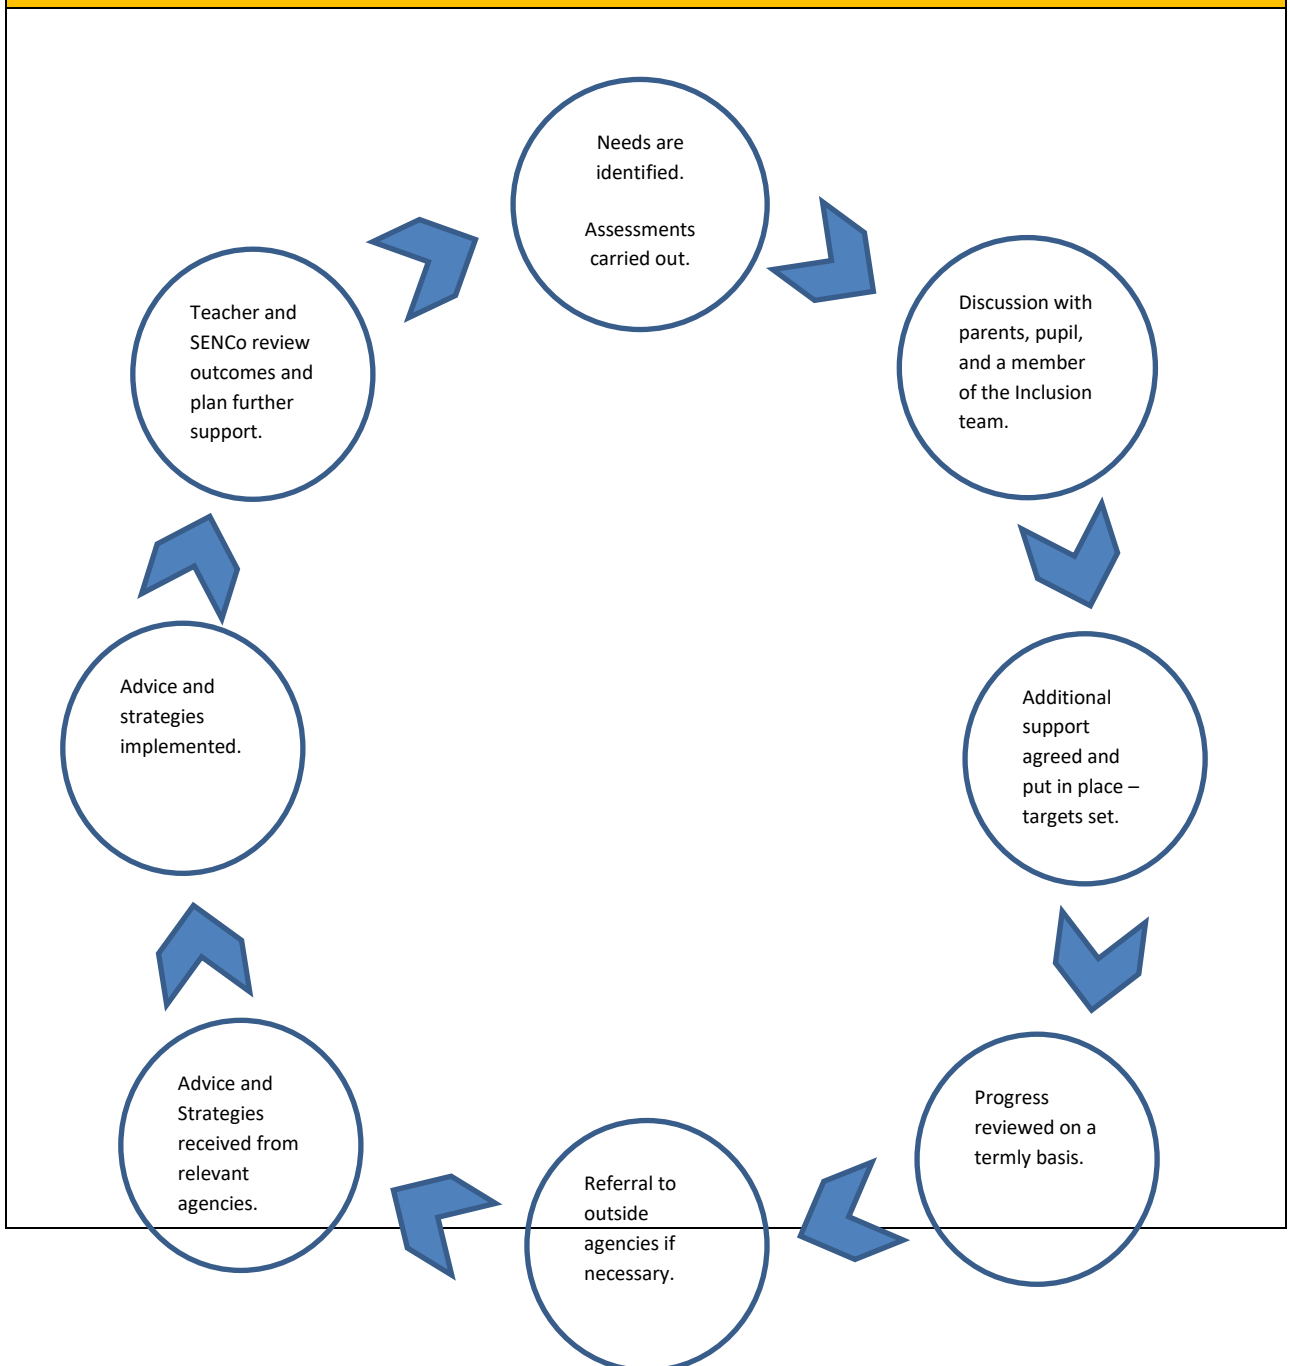 Needs are
identified.
Assessments
carried out.
Discussion with
parents, pupil,
and a member
of the Inclusion
team.
Additional
support
agreed and
put in place –
targets set.
Progress
reviewed on a
termly basis.
Referral to
outside
agencies if
necessary.
Advice and
Strategies
received from
relevant
agencies.
Advice and
strategies
implemented.
Teacher and
SENCo review
outcomes and
plan further
support.